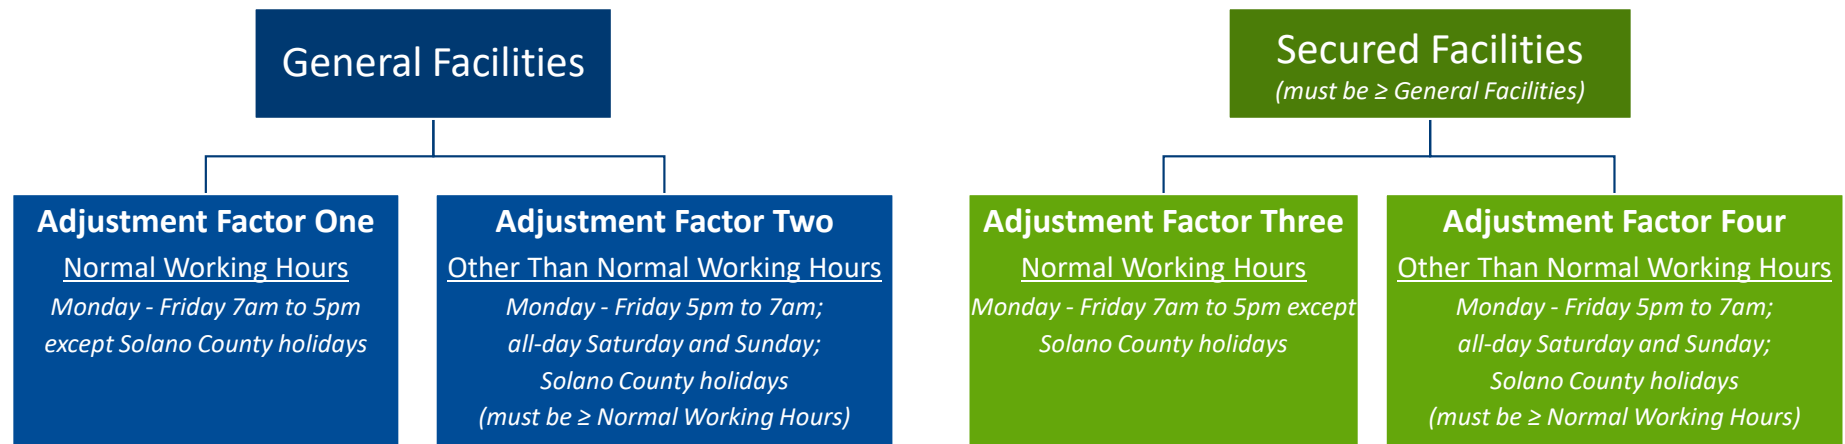 General Facilities
Adjustment Factor One
Normal Working Hours
Monday - Friday 7am to 5pm
except Solano County holidays
Adjustment Factor Two
Other Than Normal Working Hours
Monday - Friday 5pm to 7am;
all-day Saturday and Sunday;
Solano County holidays
(must be ≥ Normal Working Hours)
Secured Facilities
(must be ≥ General Facilities)
Adjustment Factor Three
Normal Working Hours
Monday - Friday 7am to 5pm except
Solano County holidays
Adjustment Factor Four
Other Than Normal Working Hours
Monday - Friday 5pm to 7am;
all-day Saturday and Sunday;
Solano County holidays
(must be ≥ Normal Working Hours)